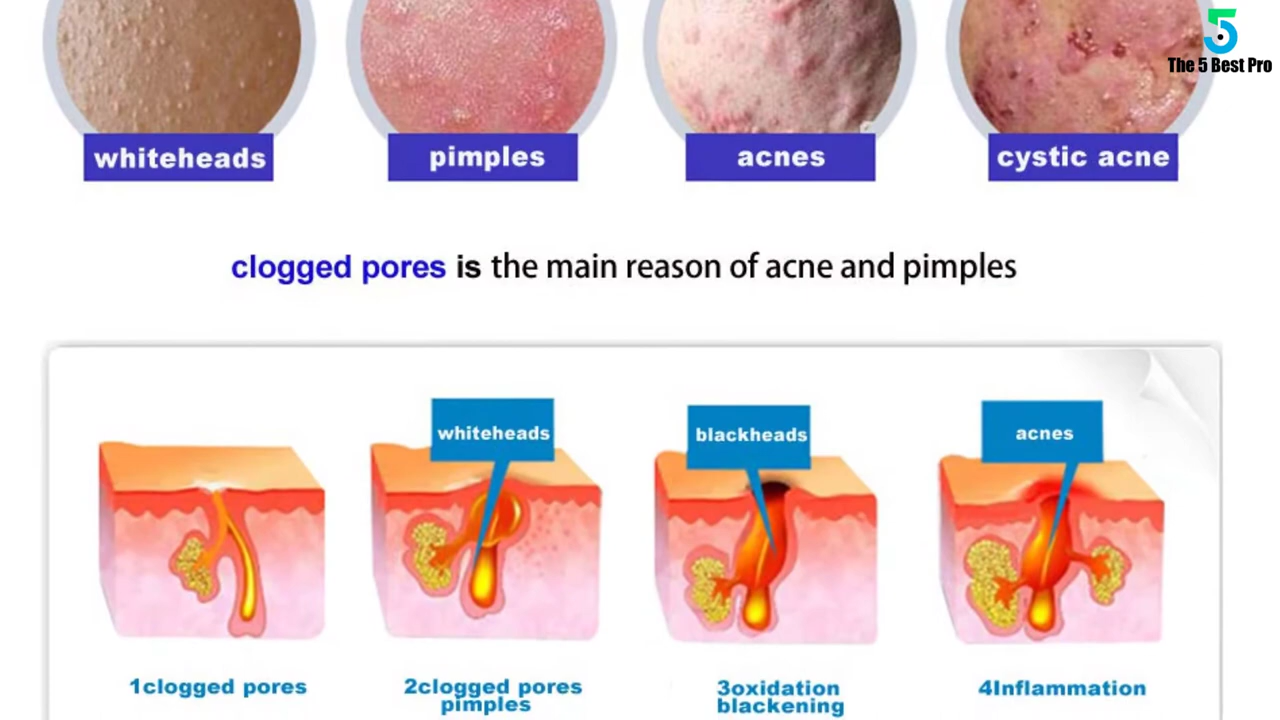 5
The 5 Best Pro
whiteheads
pimples
acnes
cystic acne
clogged pores is the main reason of acne and pimples
whiteheads
blackheads
acnes
1clogged pores
2clogged pores
pimples
3oxidation
blackening
4Inflammation